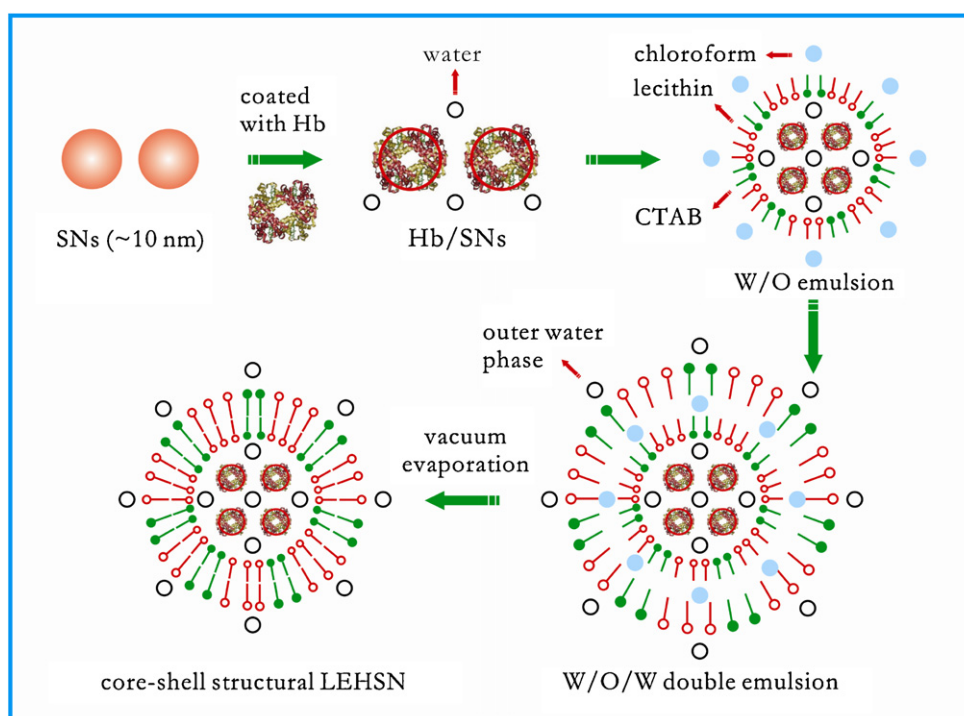 coated
with Hb
water
chloroform
lecithin
CTAB
SNs (~10 nm)
Hb/SNs
W/O emulsion
outer water
phase
vacuum
evaporation
core-shell structural LEHSN
W/O/W double emulsion